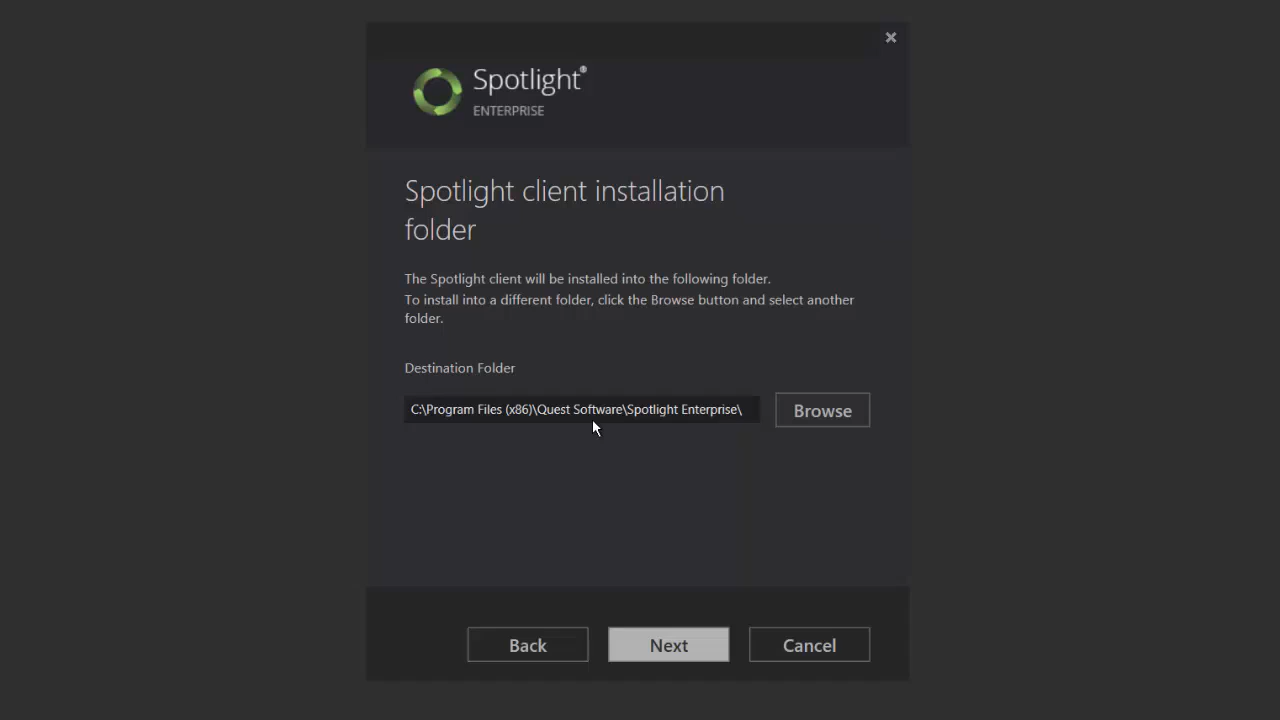 Spotlight®
ENTERPRISE
Spotlight client installation
folder
The Spotlight client will be installed into the following folder.
To install into a different folder, click the Browse button and select another
folder.
Destination Folder
C:\Program Files (x86)\Quest Software\Spotlight Enterprise\
Browse
Back
Next
Cancel